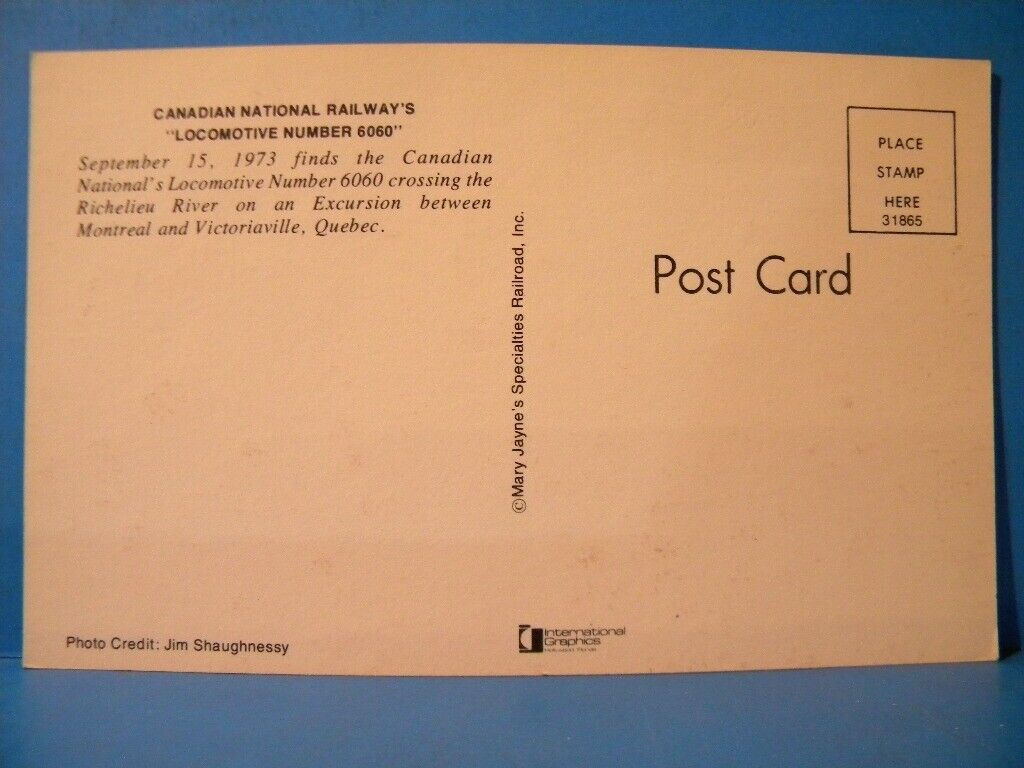 CANADIAN NATIONAL RAILWAY'S
"LOCOMOTIVE NUMBER 6060"
September 15, 1973 finds the Canadian
National's Locomotive Number 6060 crossing the
Richelieu River on an Excursion between
Montreal and Victoriaville, Quebec.
©Mary Jayne's Specialties Railroad, Inc.
PLACE
STAMP
HERE
31865
Post Card
Photo Credit: Jim Shaughnessy
International
Graphics
Hollywood, Florida